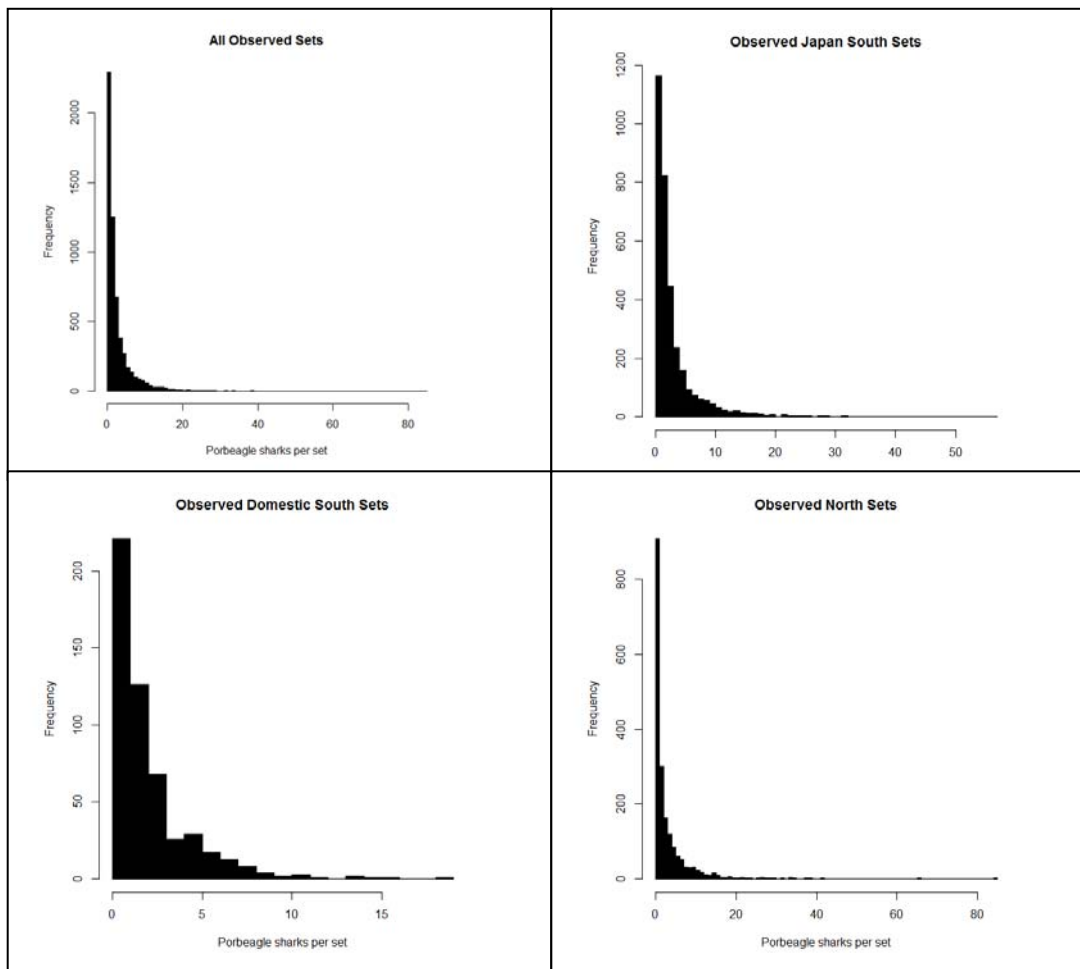 All Observed Sets
Frequency
2000
1500
1000
500
0
0 20 40 60 80
Porbeagle sharks per set
Observed Japan South Sets
Frequency
1200
1000
800
600
400
200
0
0 10 20 30 40 50
Observed Domestic South Sets
Frequency
200
150
100
50
0
0 5 10 15
Porbeagle sharks per set
Observed North Sets
Frequency
800
600
400
200
0
0 20 40 60 80
Porbeagle sharks per set